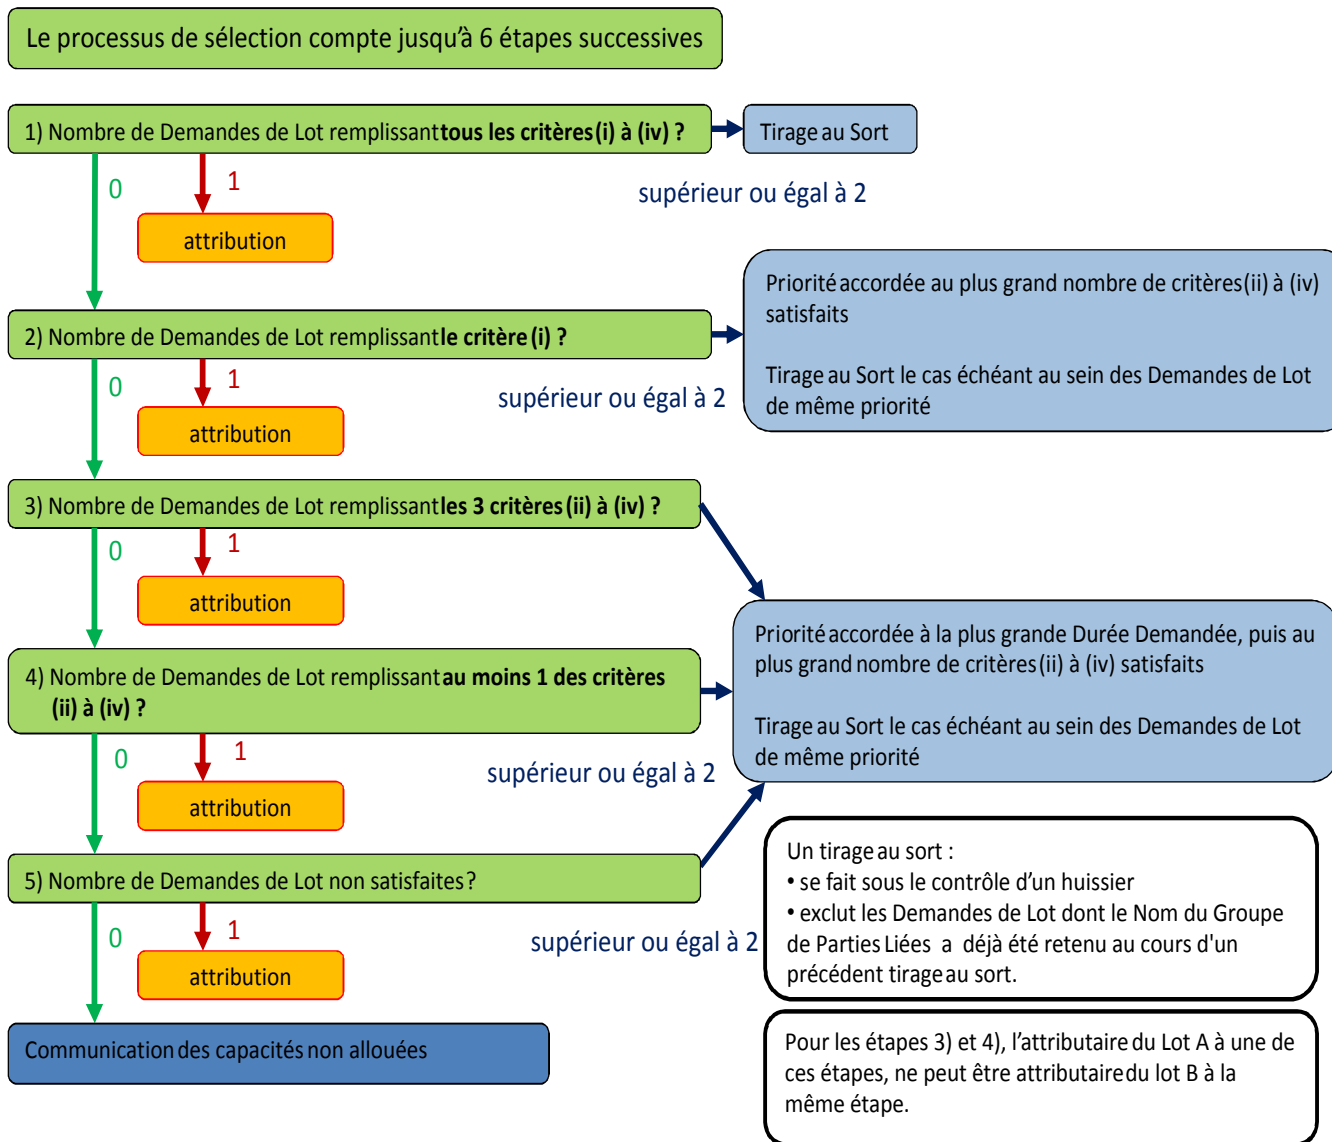 Le processus de sélection compte jusqu'à 6 étapes successives
1) Nombre de Demandes de Lot remplissant tous les critères (i) à (iv) ?
Tirage au Sort
0
1
supérieur ou égal à 2
attribution
Priorité accordée au plus grand nombre de critères (ii) à (iv)
satisfaits
Tirage au Sort le cas échéant au sein des Demandes de Lot
de même priorité
2) Nombre de Demandes de Lot remplissant le critère (i) ?
0
1
supérieur ou égal à 2
attribution
3) Nombre de Demandes de Lot remplissant les 3 critères (ii) à (iv) ?
0
1
attribution
Priorité accordée à la plus grande Durée Demandée, puis au
plus grand nombre de critères (ii) à (iv) satisfaits
Tirage au Sort le cas échéant au sein des Demandes de Lot
de même priorité
4) Nombre de Demandes de Lot remplissant au moins 1 des critères
(ii) à (iv) ?
0
1
supérieur ou égal à 2
attribution
5) Nombre de Demandes de Lot non satisfaites ?
0
1
supérieur ou égal à 2
attribution
Un tirage au sort :
• se fait sous le contrôle d'un huissier
• exclut les Demandes de Lot dont le Nom du Groupe
de Parties Liées a déjà été retenu au cours d'un
précédent tirage au sort.
Communication des capacités non allouées
Pour les étapes 3) et 4), l'attributaire du Lot A à une de
ces étapes, ne peut être attributaire du lot B à la
même étape.